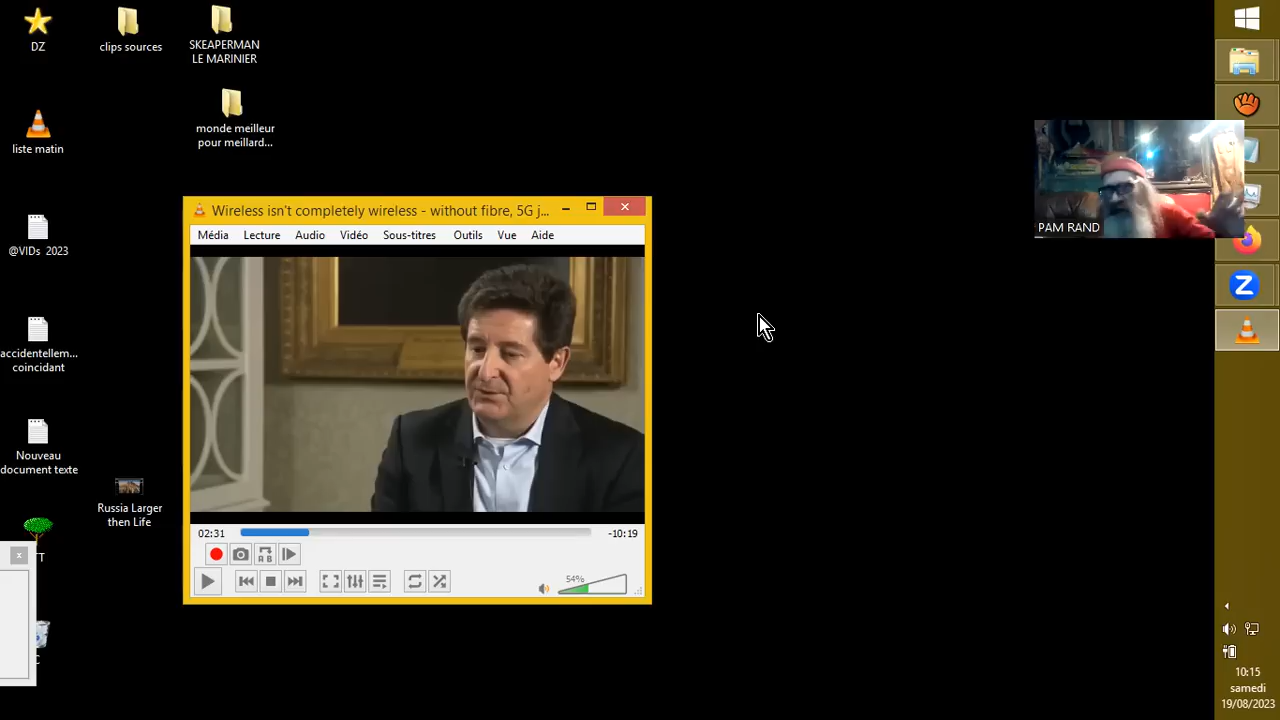 DZ
clips sources
SKEAPERMAN
LE MARINIER
liste matin
monde meilleur
pour meillard...
@VIDs 2023
accidentellem...
coincidant
Nouveau
document texte
Russia Larger
then Life
TT
x
C
Wireless isn't completely wireless - without fibre, 5G j...
Média Lecture Audio Vidéo Sous-titres Outils Vue Aide
02:31 -10:19
A B
54%
PAM RAND
Z
10:15
samedi
19/08/2023